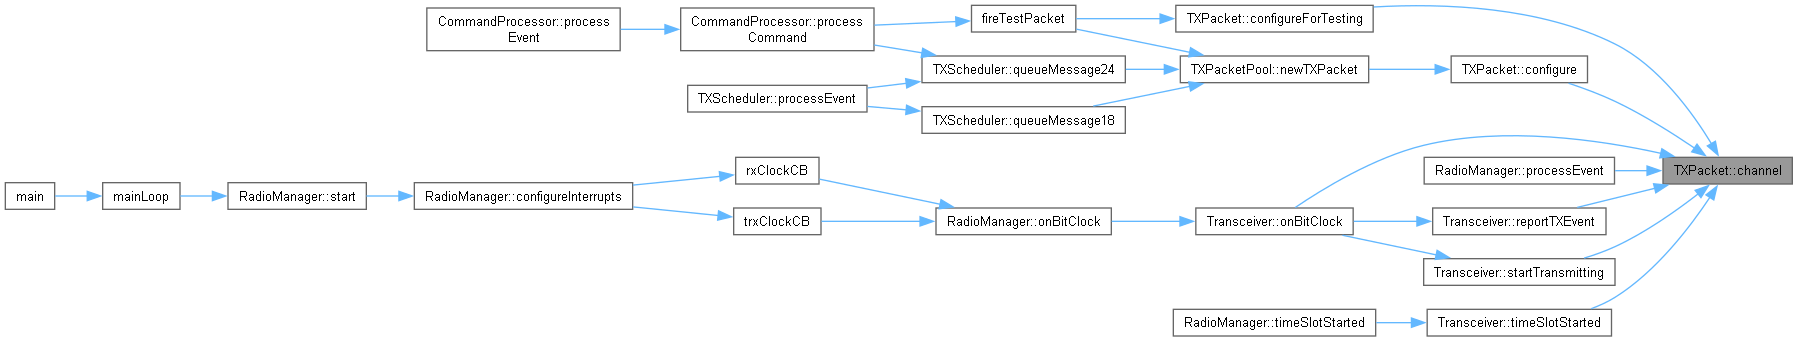 CommandProcessor::process
Event
CommandProcessor::process
Command
fireTestPacket
TXPacket::configureForTesting
TXScheduler::queueMessage24
TXPacketPool::newTXPacket
TXPacket::configure
TXScheduler::processEvent
TXScheduler::queueMessage18
main
mainLoop
RadioManager::start
RadioManager::configureInterrupts
rxClockCB
trxClockCB
RadioManager::onBitClock
Transceiver::onBitClock
RadioManager::processEvent
TXPacket::channel
Transceiver::reportTXEvent
Transceiver::startTransmitting
RadioManager::timeSlotStarted
Transceiver::timeSlotStarted